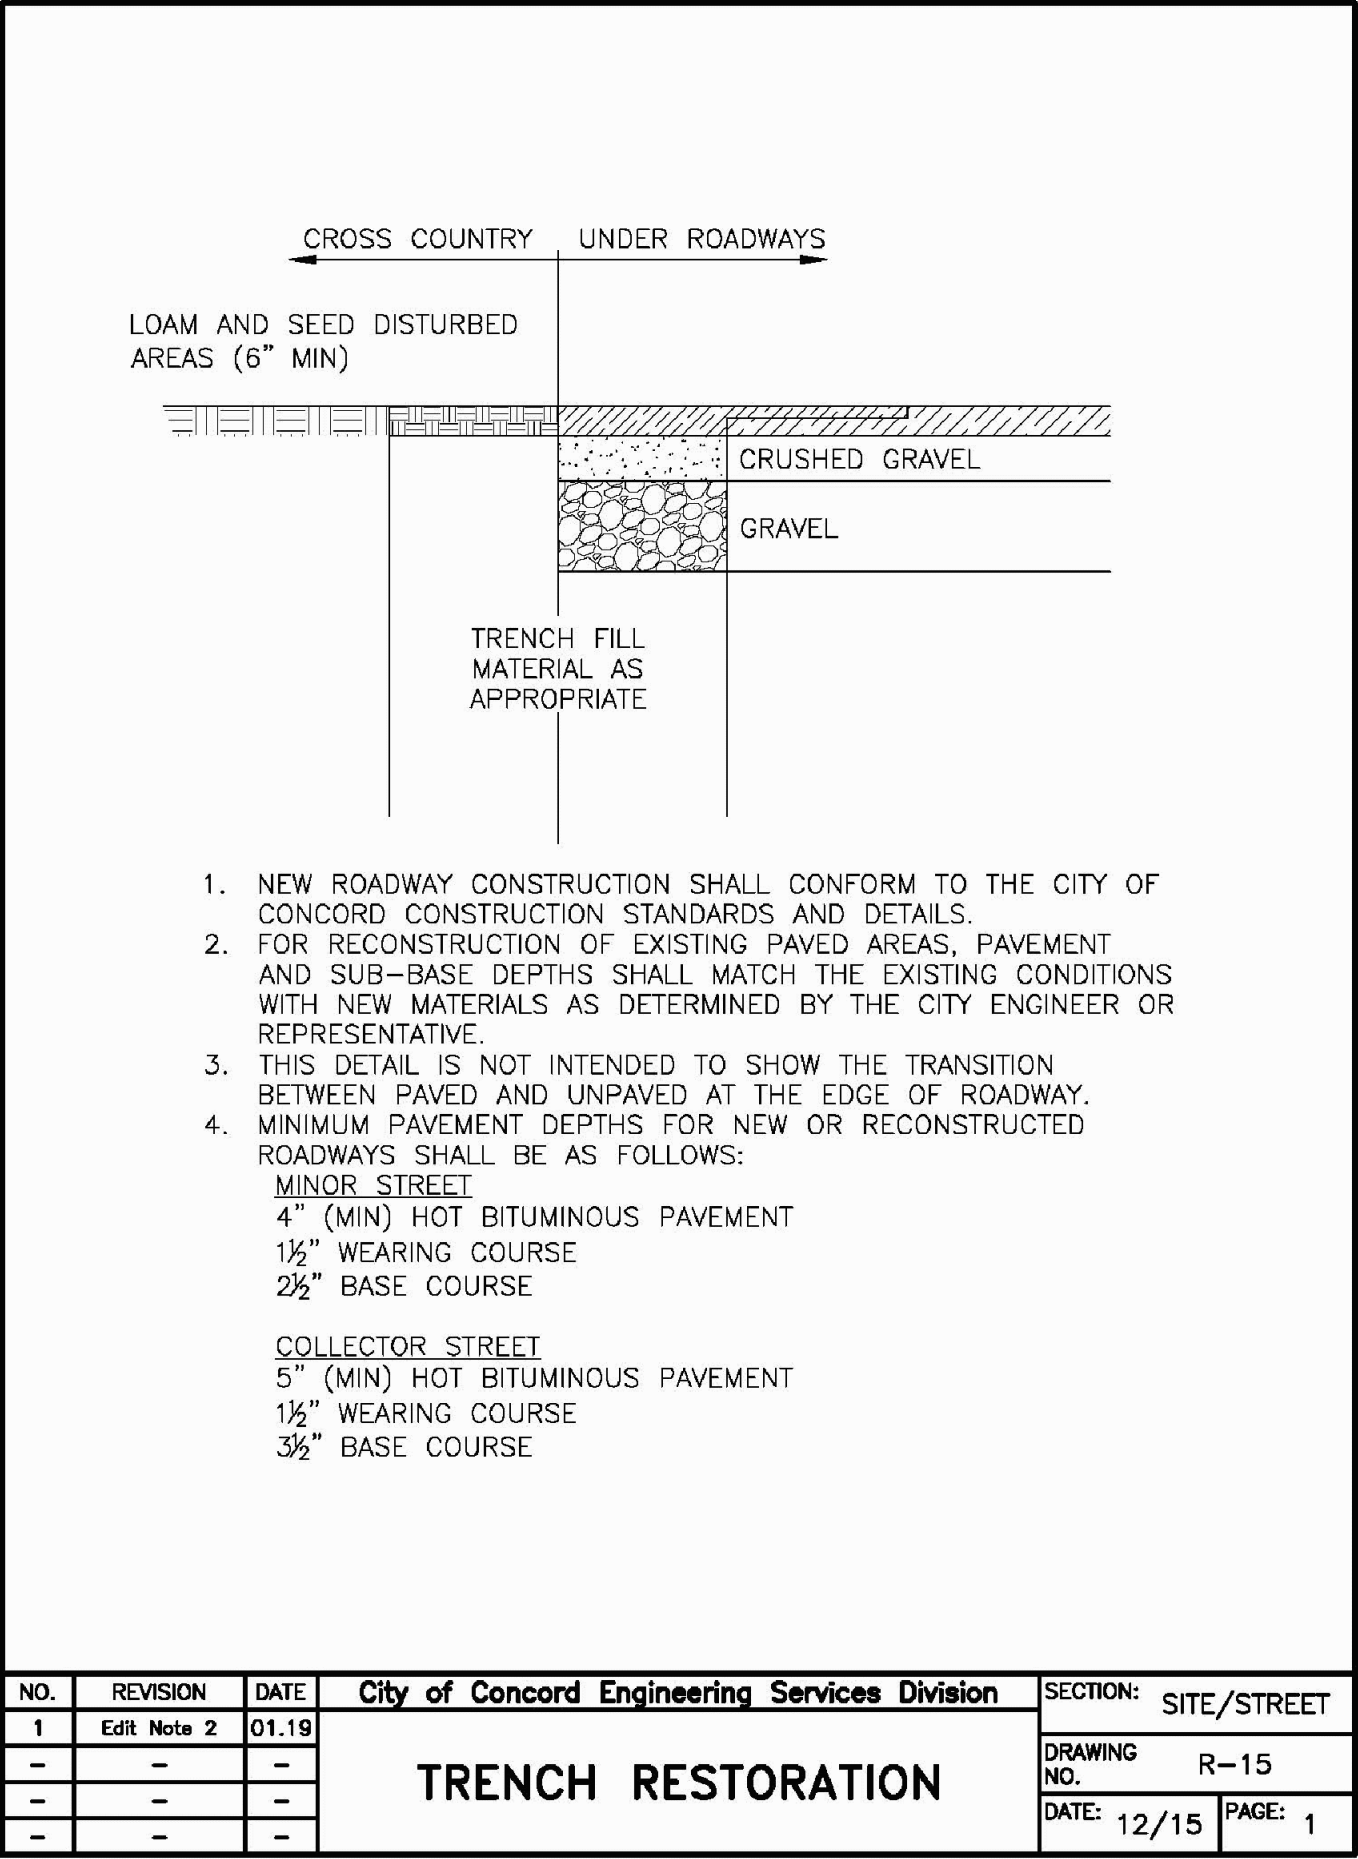 CROSS COUNTRY UNDER ROADWAYS
LOAM AND SEED DISTURBED
AREAS (6" MIN)
CRUSHED GRAVEL
GRAVEL
TRENCH FILL
MATERIAL AS
APPROPRIATE
1. NEW ROADWAY CONSTRUCTION SHALL CONFORM TO THE CITY OF
CONCORD CONSTRUCTION STANDARDS AND DETAILS.
2. FOR RECONSTRUCTION OF EXISTING PAVED AREAS, PAVEMENT
AND SUB-BASE DEPTHS SHALL MATCH THE EXISTING CONDITIONS
WITH NEW MATERIALS AS DETERMINED BY THE CITY ENGINEER OR
REPRESENTATIVE.
3. THIS DETAIL IS NOT INTENDED TO SHOW THE TRANSITION
BETWEEN PAVED AND UNPAVED AT THE EDGE OF ROADWAY.
4. MINIMUM PAVEMENT DEPTHS FOR NEW OR RECONSTRUCTED
ROADWAYS SHALL BE AS FOLLOWS:
MINOR STREET
4" (MIN) HOT BITUMINOUS PAVEMENT
1½" WEARING COURSE
2½" BASE COURSE
COLLECTOR STREET
5" (MIN) HOT BITUMINOUS PAVEMENT
1½" WEARING COURSE
3½" BASE COURSE
NO. REVISION DATE
1 Edit Note 2 01.19
- - -
- - -
- - -
City of Concord Engineering Services Division
TRENCH RESTORATION
SECTION: SITE/STREET
DRAWING NO. R-15
DATE: 12/15 PAGE: 1